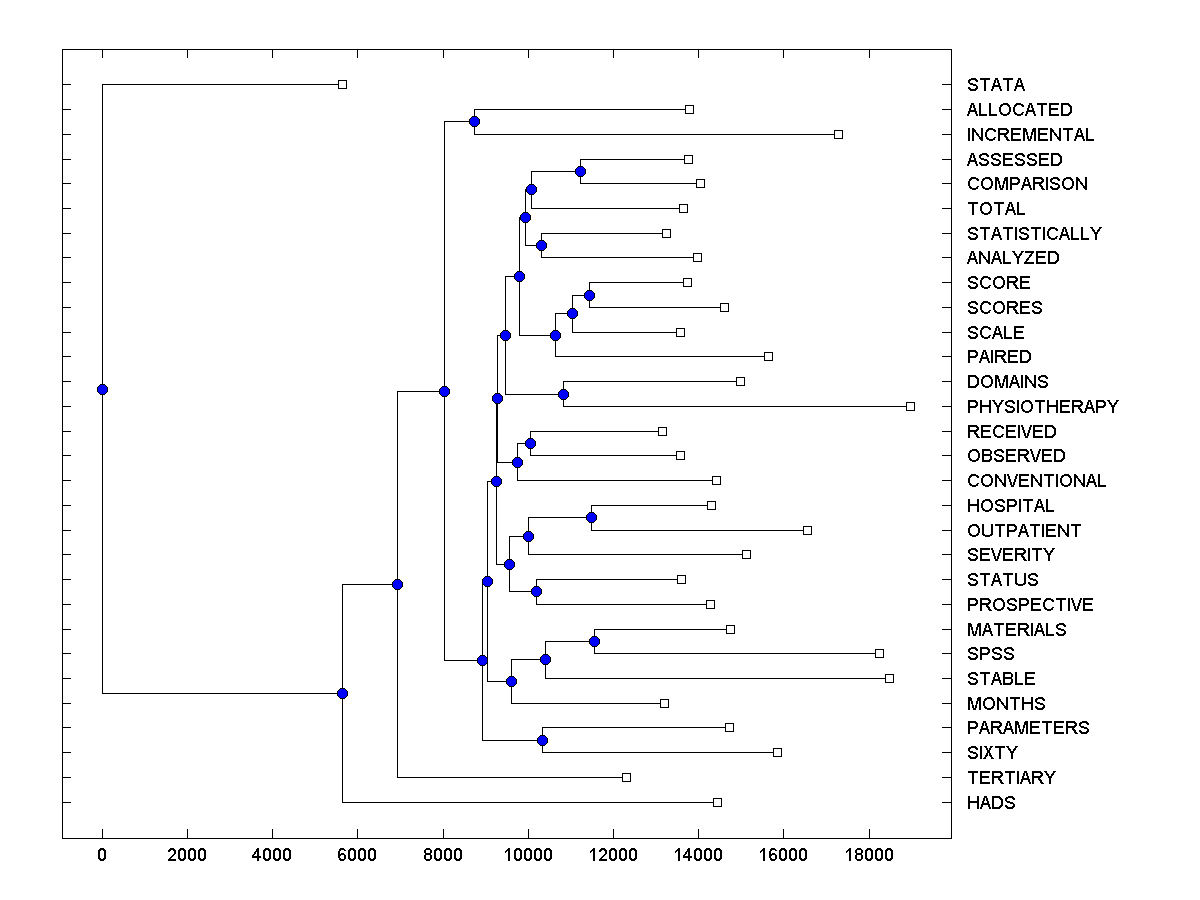 STATA
ALLOCATED
INCREMENTAL
ASSESSED
COMPARISON
TOTAL
STATISTICALLY
ANALYZED
SCORE
SCORES
SCALE
PAIRED
DOMAINS
PHYSIOTHERAPY
RECEIVED
OBSERVED
CONVENTIONAL
HOSPITAL
OUTPATIENT
SEVERITY
STATUS
PROSPECTIVE
MATERIALS
SPSS
STABLE
MONTHS
PARAMETERS
SIXTY
TERTIARY
HADS
0 2000 4000 6000 8000 10000 12000 14000 16000 18000